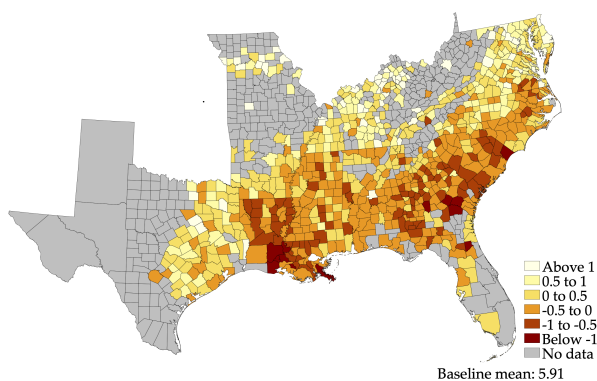 Above 1
0.5 to 1
0 to 0.5
-0.5 to 0
-1 to -0.5
Below -1
No data
Baseline mean: 5.91